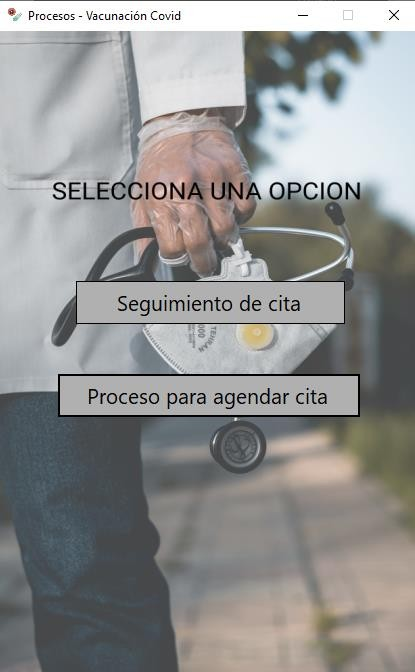 Procesos - Vacunación Covid
SELECCIONA UNA OPCION
Seguimiento de cita
Proceso para agendar cita